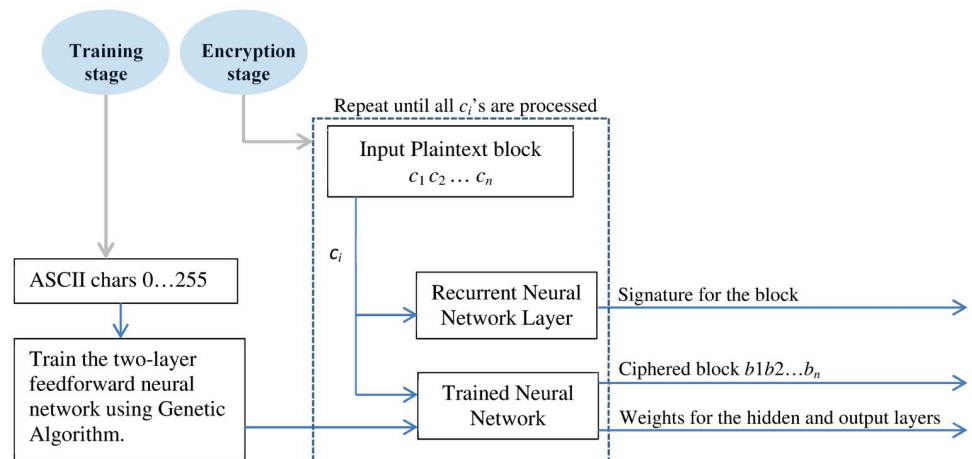 Training
stage
Encryption
stage
Repeat until all ci's are processed
Input Plaintext block
c1 c2 … cn
ci
ASCII chars 0…255
Recurrent Neural
Network Layer
Signature for the block
Train the two-layer
feedforward neural
network using Genetic
Algorithm.
Trained Neural
Network
Ciphered block b1b2…bn
Weights for the hidden and output layers